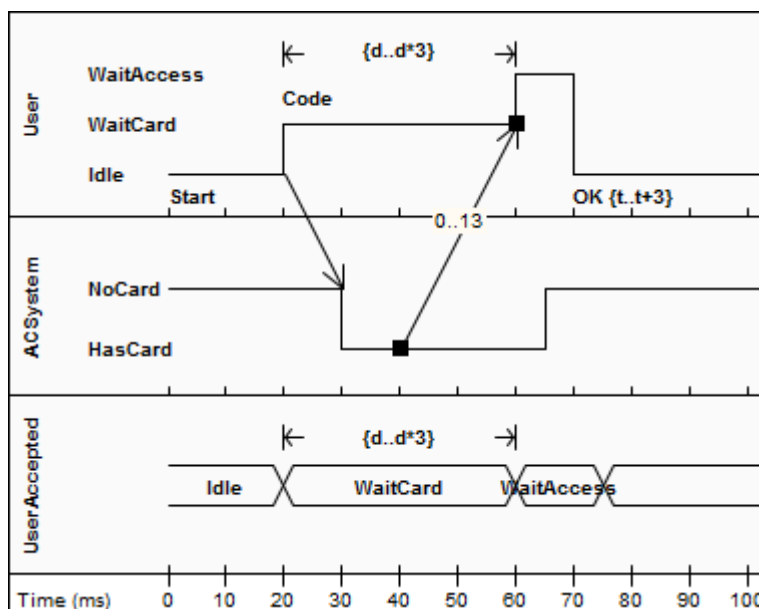 User
{d..d*3}
WaitAccess
Code
WaitCard
Idle
Start
OK {t..t+3}
0..13
ACSystem
NoCard
HasCard
UserAccepted
{d..d*3}
Idle WaitCard WaitAccess
Time (ms) 0 10 20 30 40 50 60 70 80 90 100